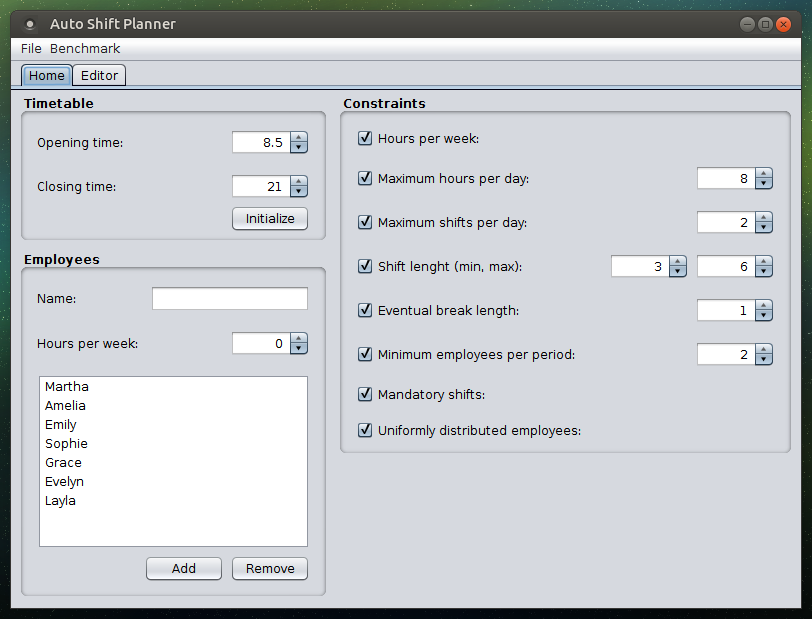 Auto Shift Planner
File Benchmark
Home Editor
Timetable
Opening time: 8.5
Closing time: 21
Initialize
Employees
Name:
Hours per week: 0
Martha
Amelia
Emily
Sophie
Grace
Evelyn
Layla
Add Remove
Constraints
Hours per week:
Maximum hours per day: 8
Maximum shifts per day: 2
Shift lenght (min, max): 3 6
Eventual break length: 1
Minimum employees per period: 2
Mandatory shifts:
Uniformly distributed employees: